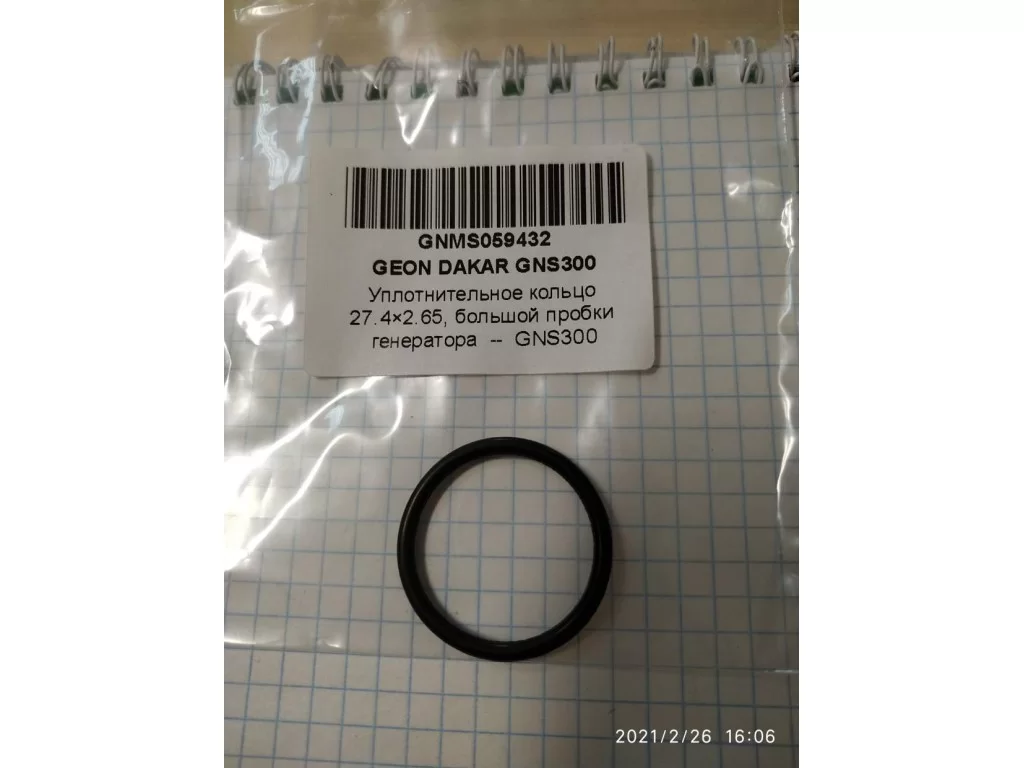 GNMS059432
GEON DAKAR GNS300
Уплотнительное кольцо
27.4×2.65, большой пробки
генератора -- GNS300
2021/2/26 16:06